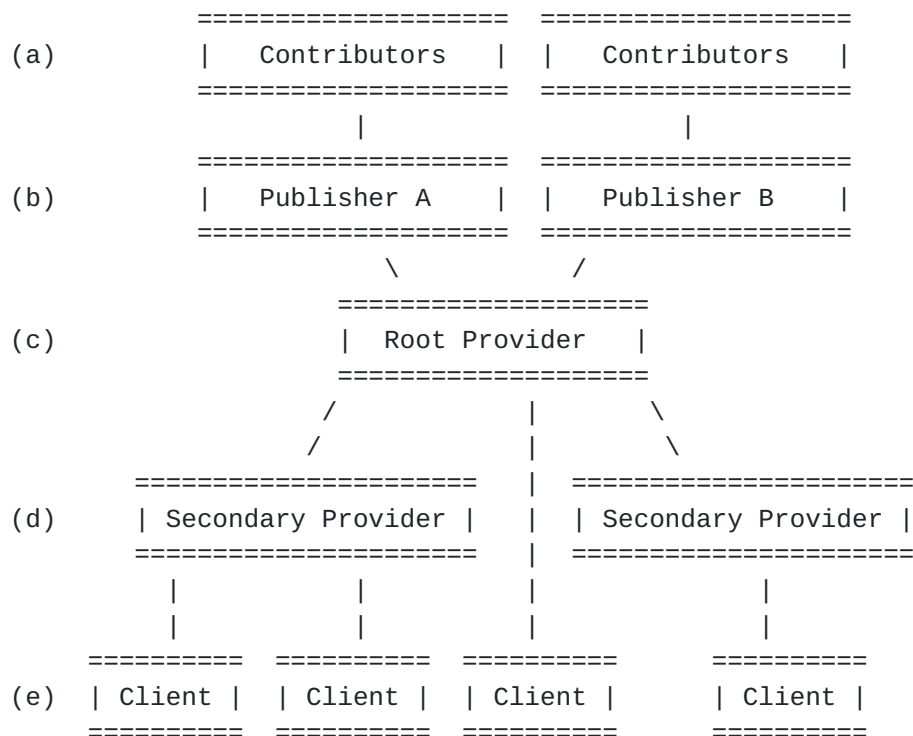 ====================  ====================
(a)         |   Contributors   |  |   Contributors   |
            ====================  ====================
                      |                    |
            ====================  ====================
(b)         |   Publisher A    |  |   Publisher B    |
            ====================  ====================
                        \           /
                     ====================
(c)                  |  Root Provider   |
                     ====================
                    /            |       \
                   /             |        \
        ======================   |  ======================
(d)     | Secondary Provider |   |  | Secondary Provider |
        ======================   |  ======================
          |           |          |              |
          |           |          |              |
     ==========  ==========  ==========      ==========
(e)  | Client |  | Client |  | Client |      | Client |
     ==========  ==========  ==========      ==========